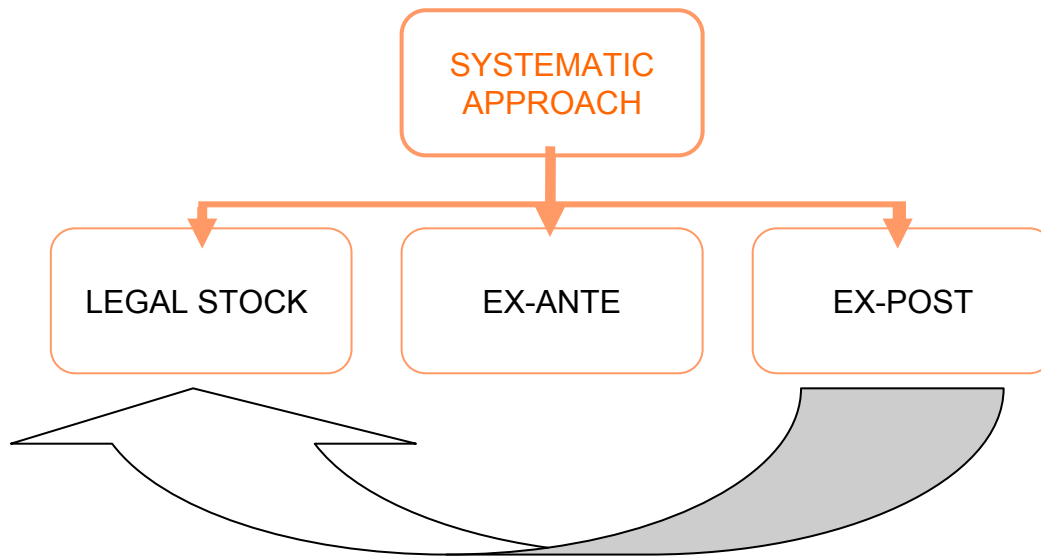 SYSTEMATIC
APPROACH
LEGAL STOCK
EX-ANTE
EX-POST